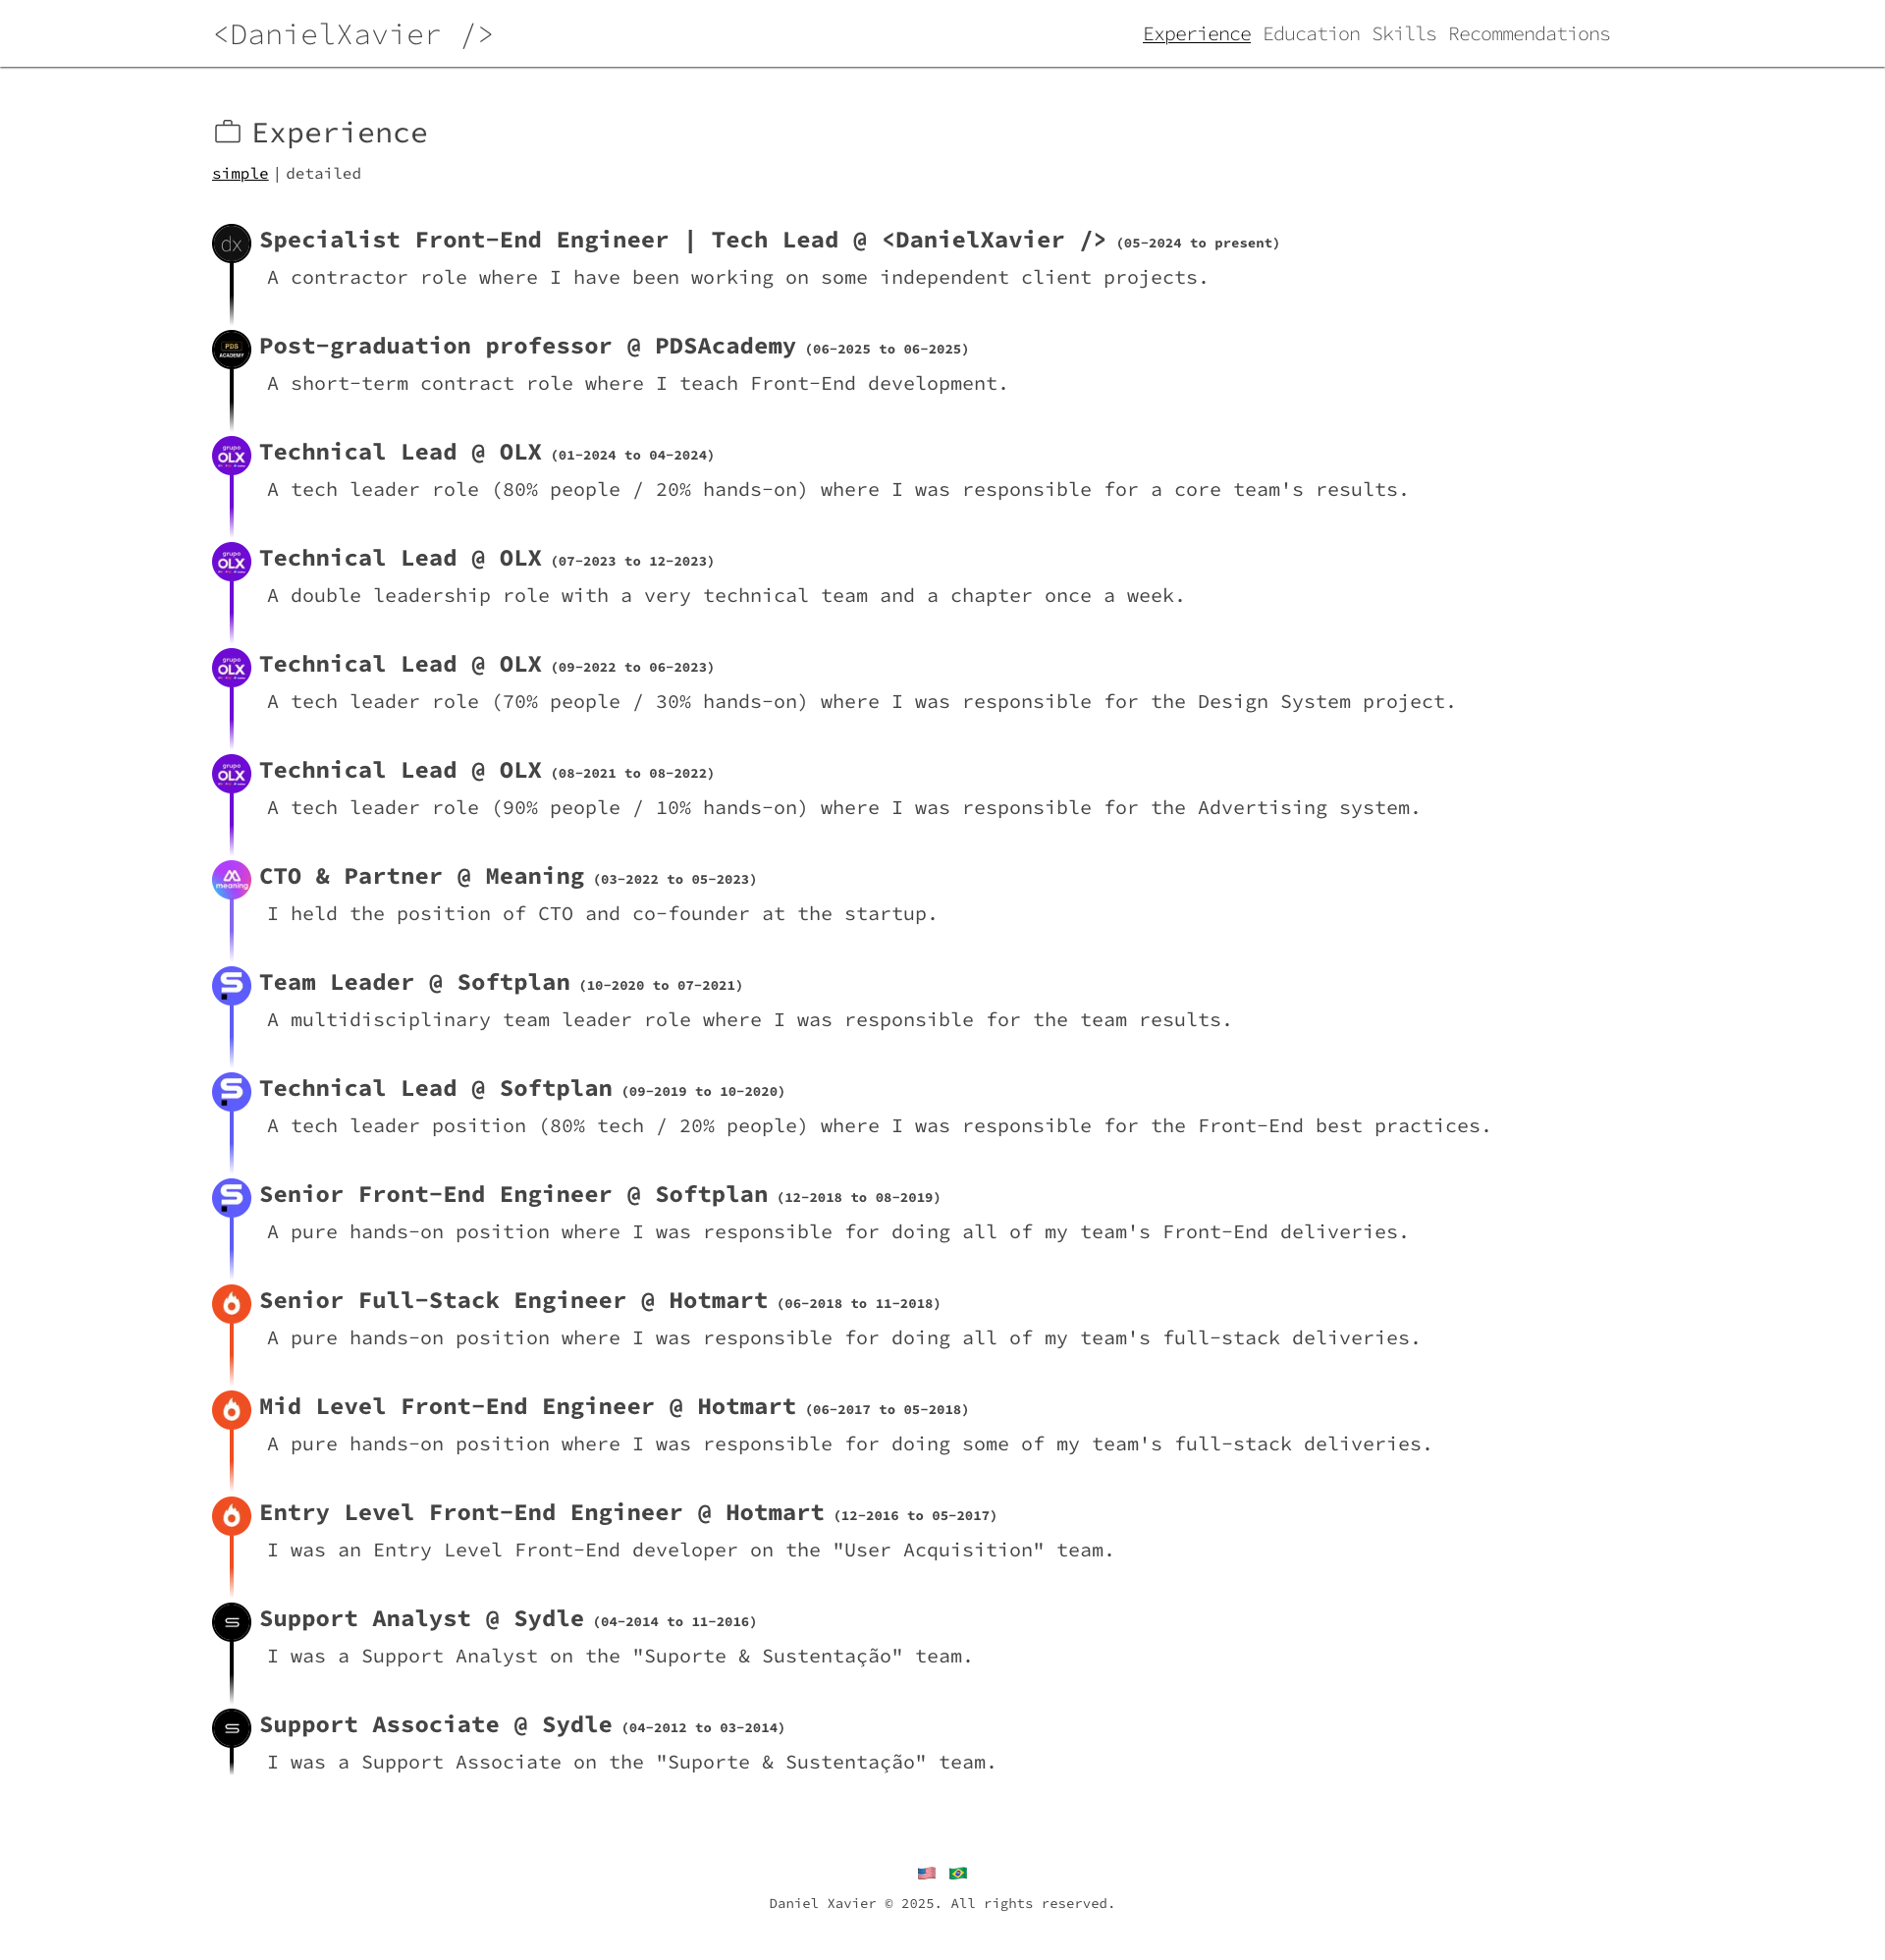 <DanielXavier />
Experience Education Skills Recommendations
Experience
simple | detailed
dx
Specialist Front-End Engineer | Tech Lead @ <DanielXavier /> (05-2024 to present)
A contractor role where I have been working on some independent client projects.
PDS
ACADEMY
Post-graduation professor @ PDSAcademy (06-2025 to 06-2025)
A short-term contract role where I teach Front-End development.
grupo
OLX
Technical Lead @ OLX (01-2024 to 04-2024)
A tech leader role (80% people / 20% hands-on) where I was responsible for a core team's results.
grupo
OLX
Technical Lead @ OLX (07-2023 to 12-2023)
A double leadership role with a very technical team and a chapter once a week.
grupo
OLX
Technical Lead @ OLX (09-2022 to 06-2023)
A tech leader role (70% people / 30% hands-on) where I was responsible for the Design System project.
grupo
OLX
Technical Lead @ OLX (08-2021 to 08-2022)
A tech leader role (90% people / 10% hands-on) where I was responsible for the Advertising system.
meaning
CTO & Partner @ Meaning (03-2022 to 05-2023)
I held the position of CTO and co-founder at the startup.
Team Leader @ Softplan (10-2020 to 07-2021)
A multidisciplinary team leader role where I was responsible for the team results.
Technical Lead @ Softplan (09-2019 to 10-2020)
A tech leader position (80% tech / 20% people) where I was responsible for the Front-End best practices.
Senior Front-End Engineer @ Softplan (12-2018 to 08-2019)
A pure hands-on position where I was responsible for doing all of my team's Front-End deliveries.
Senior Full-Stack Engineer @ Hotmart (06-2018 to 11-2018)
A pure hands-on position where I was responsible for doing all of my team's full-stack deliveries.
Mid Level Front-End Engineer @ Hotmart (06-2017 to 05-2018)
A pure hands-on position where I was responsible for doing some of my team's full-stack deliveries.
Entry Level Front-End Engineer @ Hotmart (12-2016 to 05-2017)
I was an Entry Level Front-End developer on the "User Acquisition" team.
Support Analyst @ Sydle (04-2014 to 11-2016)
I was a Support Analyst on the "Suporte & Sustentação" team.
Support Associate @ Sydle (04-2012 to 03-2014)
I was a Support Associate on the "Suporte & Sustentação" team.
Daniel Xavier © 2025. All rights reserved.